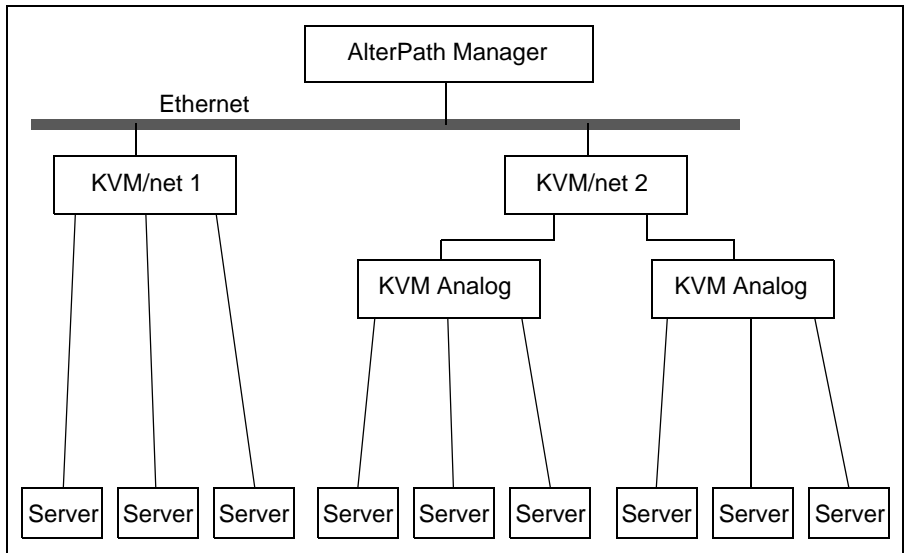 AlterPath Manager
Ethernet
KVM/net 1
KVM/net 2
KVM Analog
KVM Analog
Server
Server
Server
Server
Server
Server
Server
Server
Server